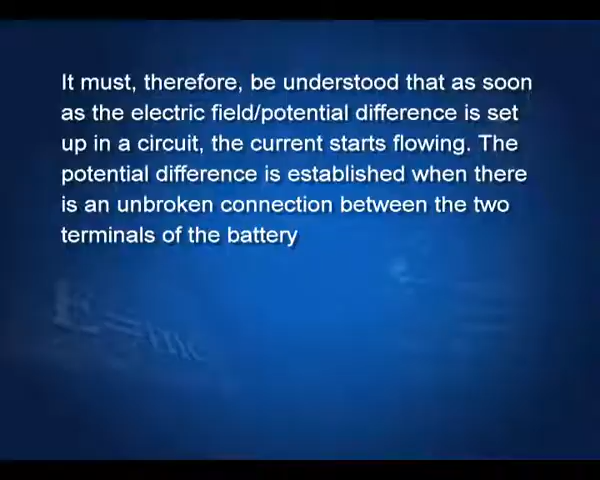 It must, therefore, be understood that as soon
as the electric field/potential difference is set
up in a circuit, the current starts flowing. The
potential difference is established when there
is an unbroken connection between the two
terminals of the battery
E=mc